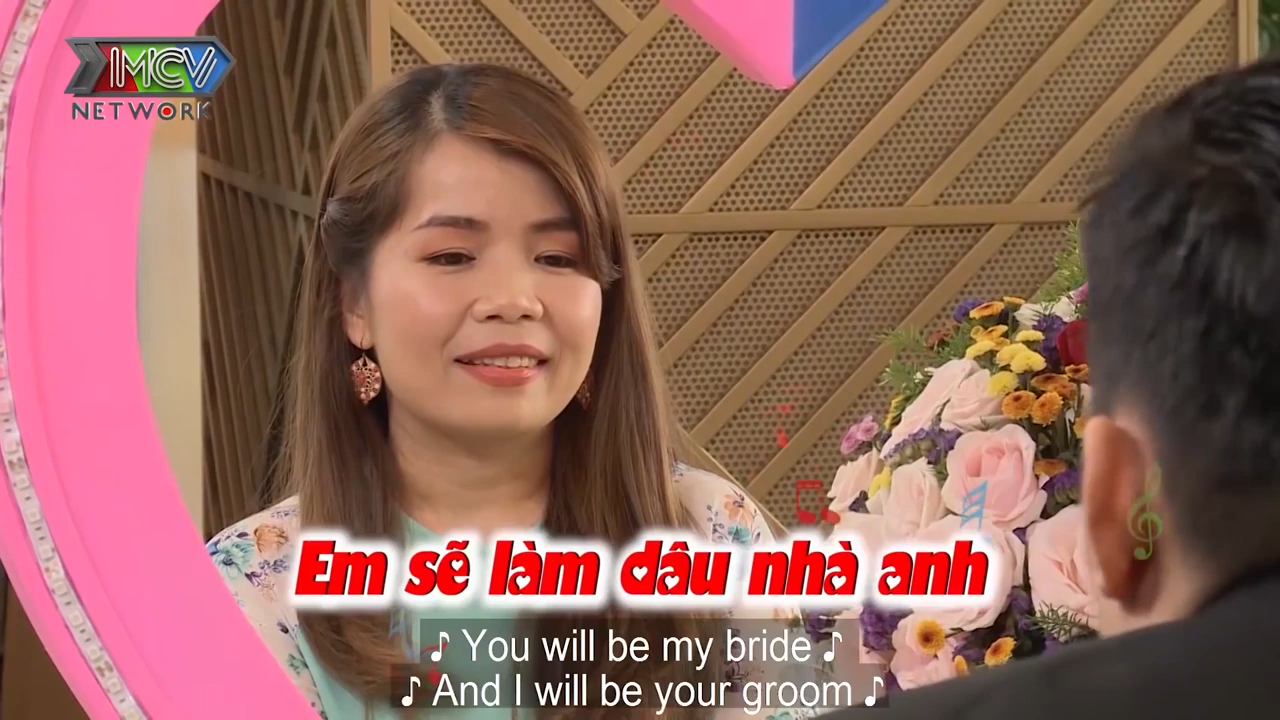 MCV
NETWORK
Em sẽ làm dâu nhà anh
♪ You will be my bride ♪
♪ And I will be your groom ♪